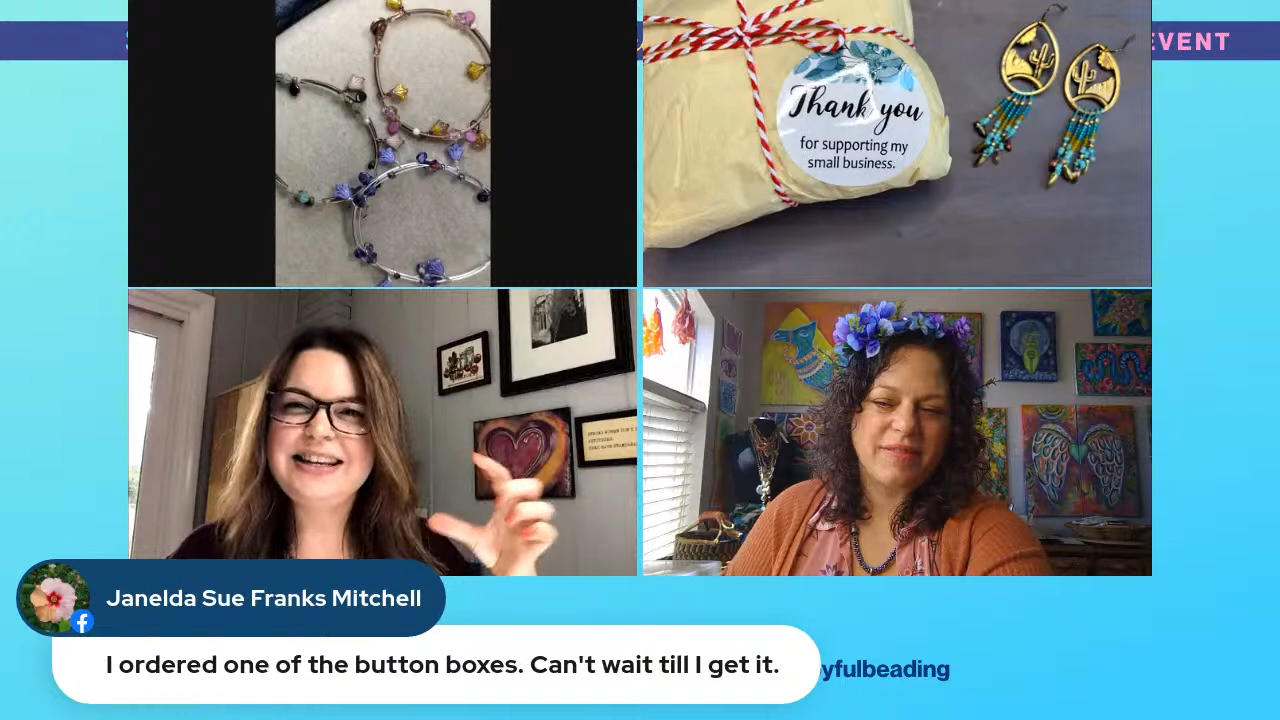 EVENT
Thank you
for supporting my
small business.
Janelda Sue Franks Mitchell
I ordered one of the button boxes. Can't wait till I get it.
yfulbeading